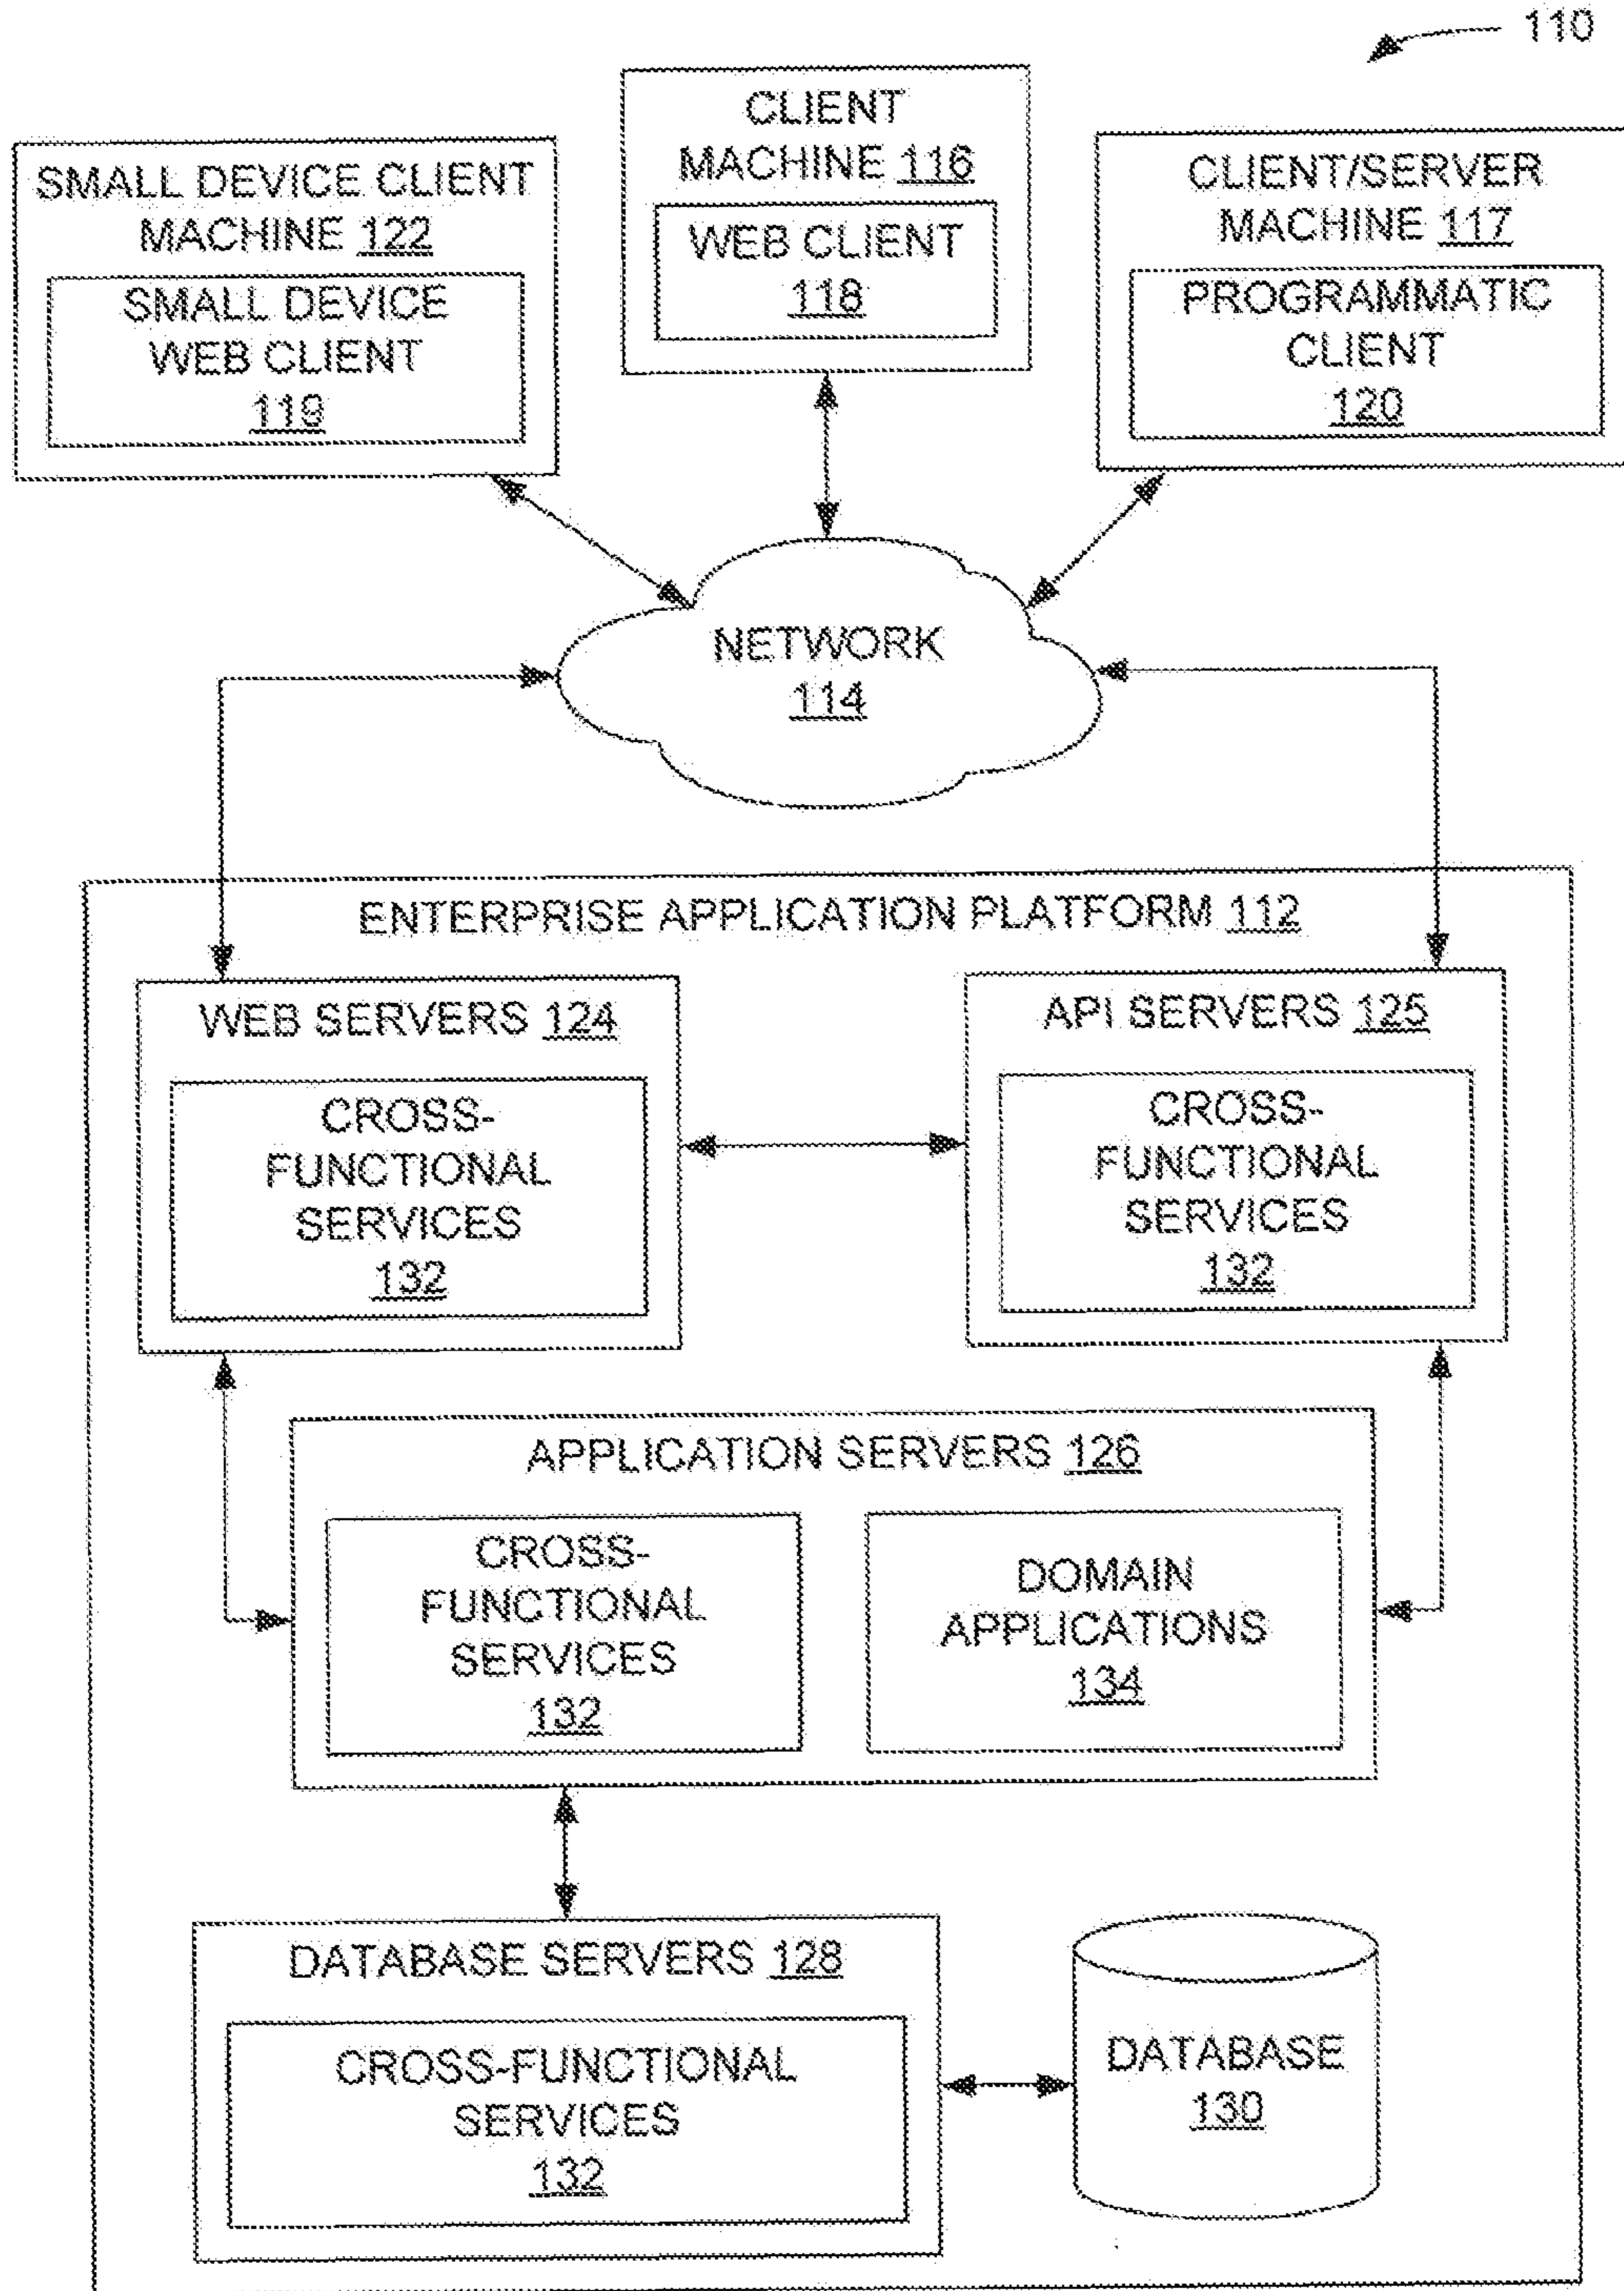 110
CLIENT
MACHINE 116
WEB CLIENT
118
SMALL DEVICE CLIENT
MACHINE 122
SMALL DEVICE
WEB CLIENT
119
CLIENT/SERVER
MACHINE 117
PROGRAMMATIC
CLIENT
120
NETWORK
114
ENTERPRISE APPLICATION PLATFORM 112
WEB SERVERS 124
CROSS-
FUNCTIONAL
SERVICES
132
API SERVERS 125
CROSS-
FUNCTIONAL
SERVICES
132
APPLICATION SERVERS 126
CROSS-
FUNCTIONAL
SERVICES
132
DOMAIN
APPLICATIONS
134
DATABASE SERVERS 128
CROSS-FUNCTIONAL
SERVICES
132
DATABASE
130